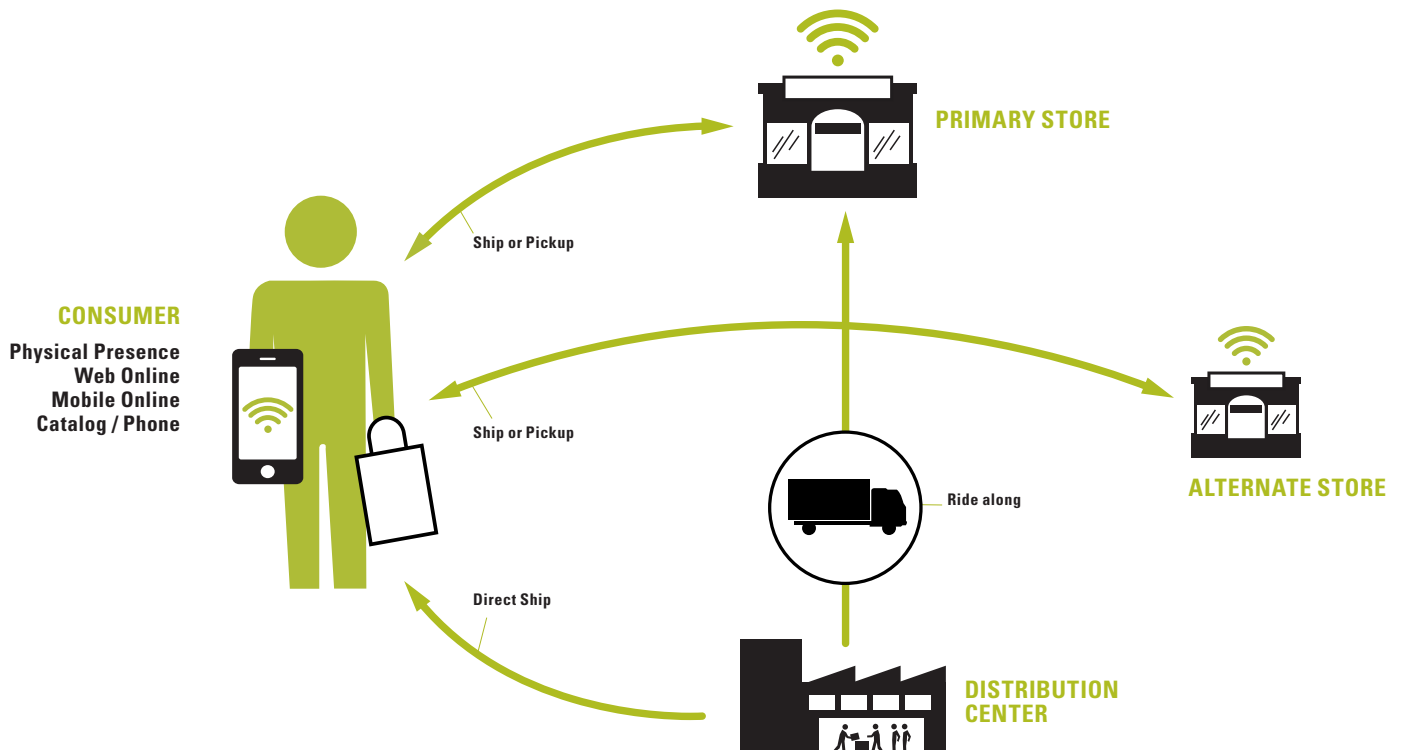 PRIMARY STORE
Ship or Pickup
CONSUMER
Physical Presence
Web Online
Mobile Online
Catalog / Phone
Ship or Pickup
ALTERNATE STORE
Ride along
Direct Ship
DISTRIBUTION
CENTER